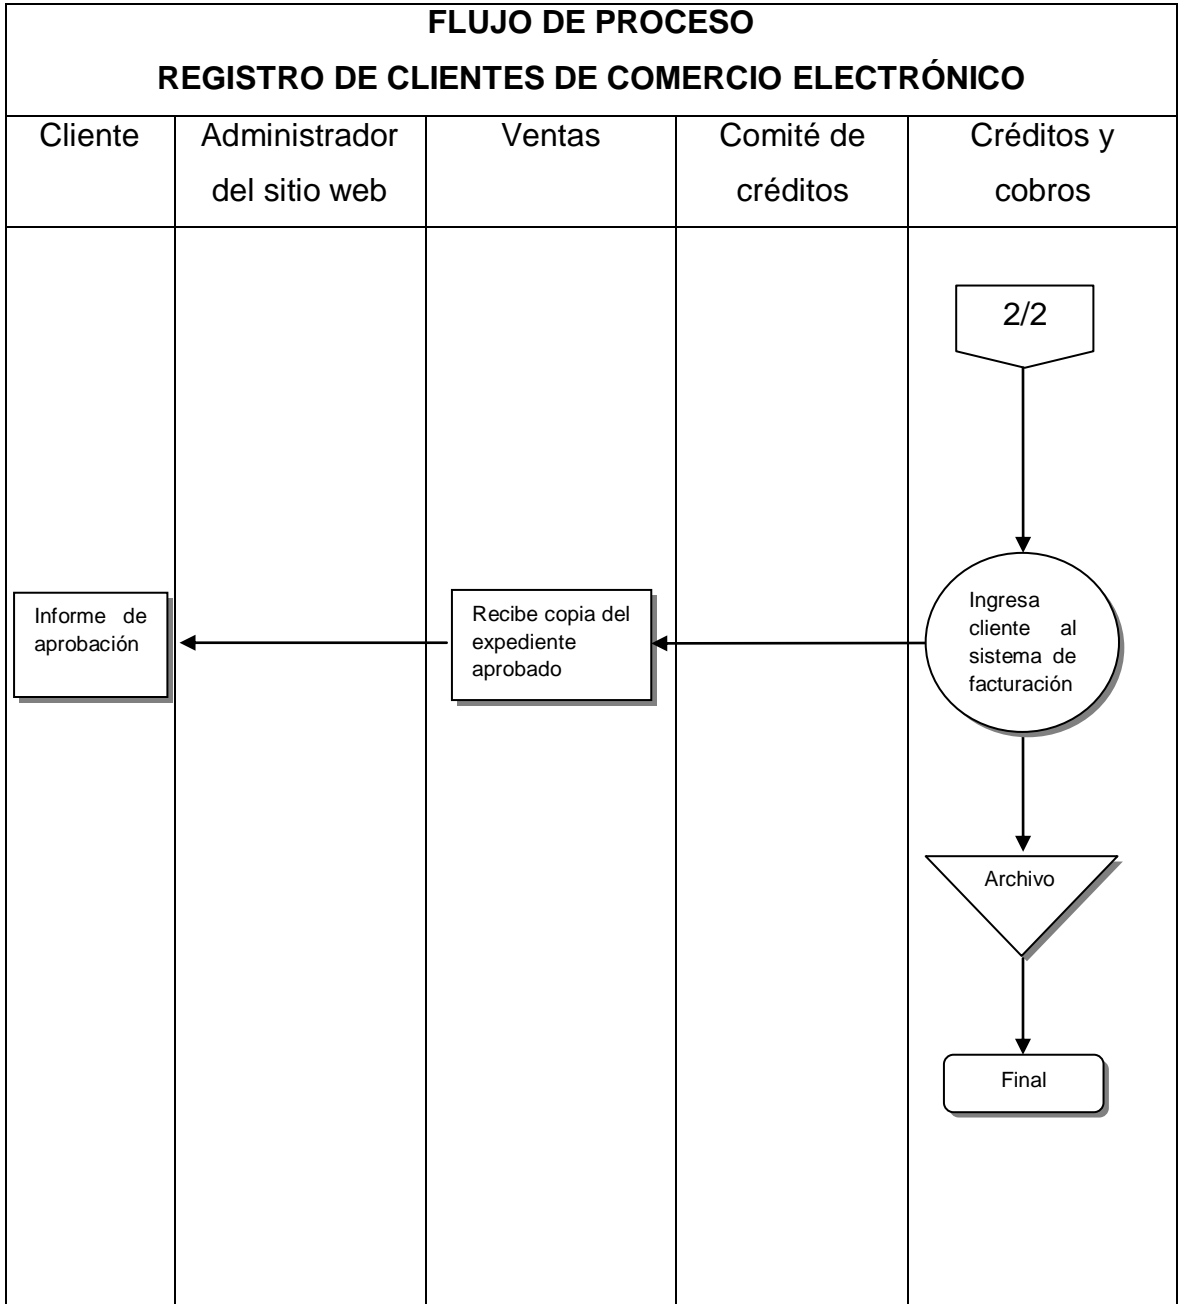 FLUJO DE PROCESO
REGISTRO DE CLIENTES DE COMERCIO ELECTRÓNICO
Cliente
Administrador
del sitio web
Ventas
Comité de
créditos
Créditos y
cobros
2/2
Informe de
aprobación
Recibe copia del
expediente
aprobado
Ingresa
cliente al
sistema de
facturación
Archivo
Final